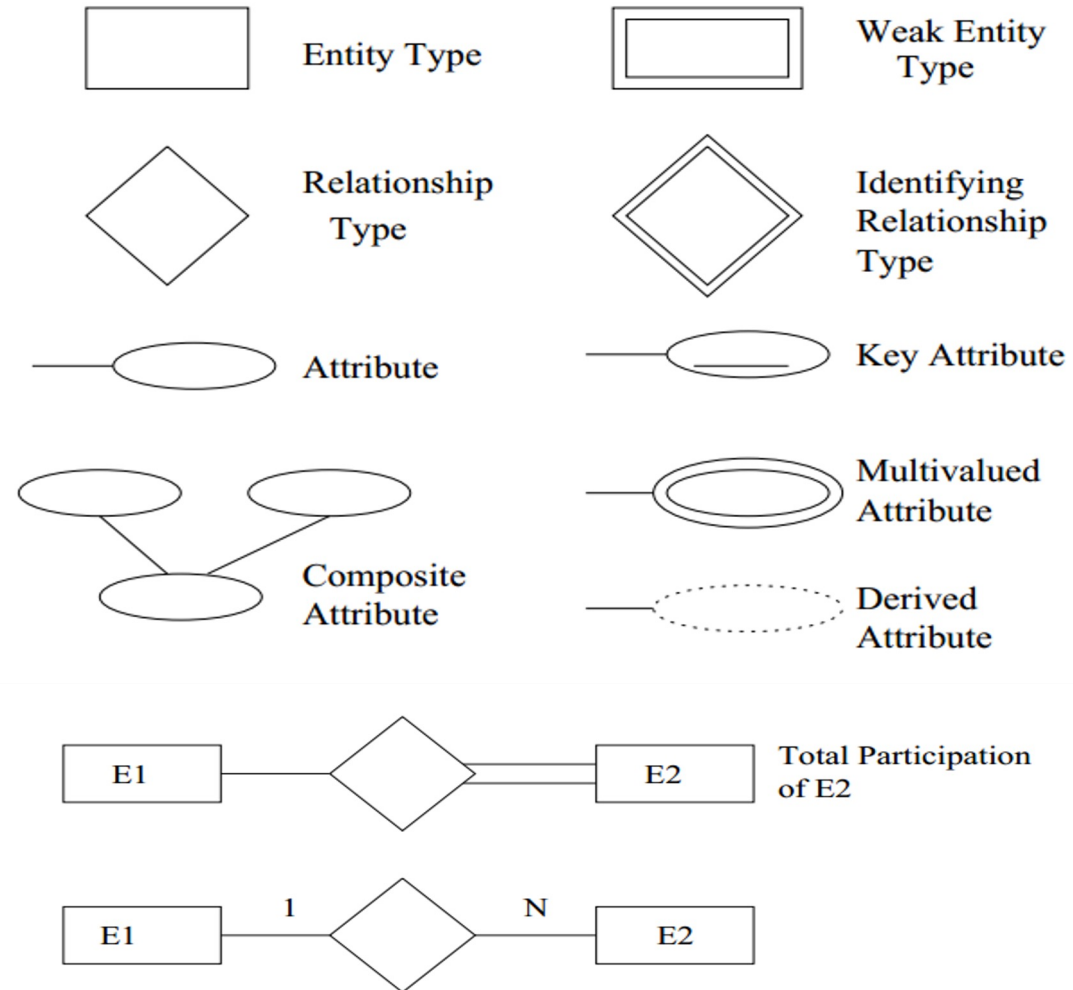 Entity Type
Weak Entity
Type
Relationship
Type
Identifying
Relationship
Type
Attribute
Key Attribute
Composite
Attribute
Multivalued
Attribute
Derived
Attribute
E1
E2
Total Participation
of E2
E1
1
N
E2